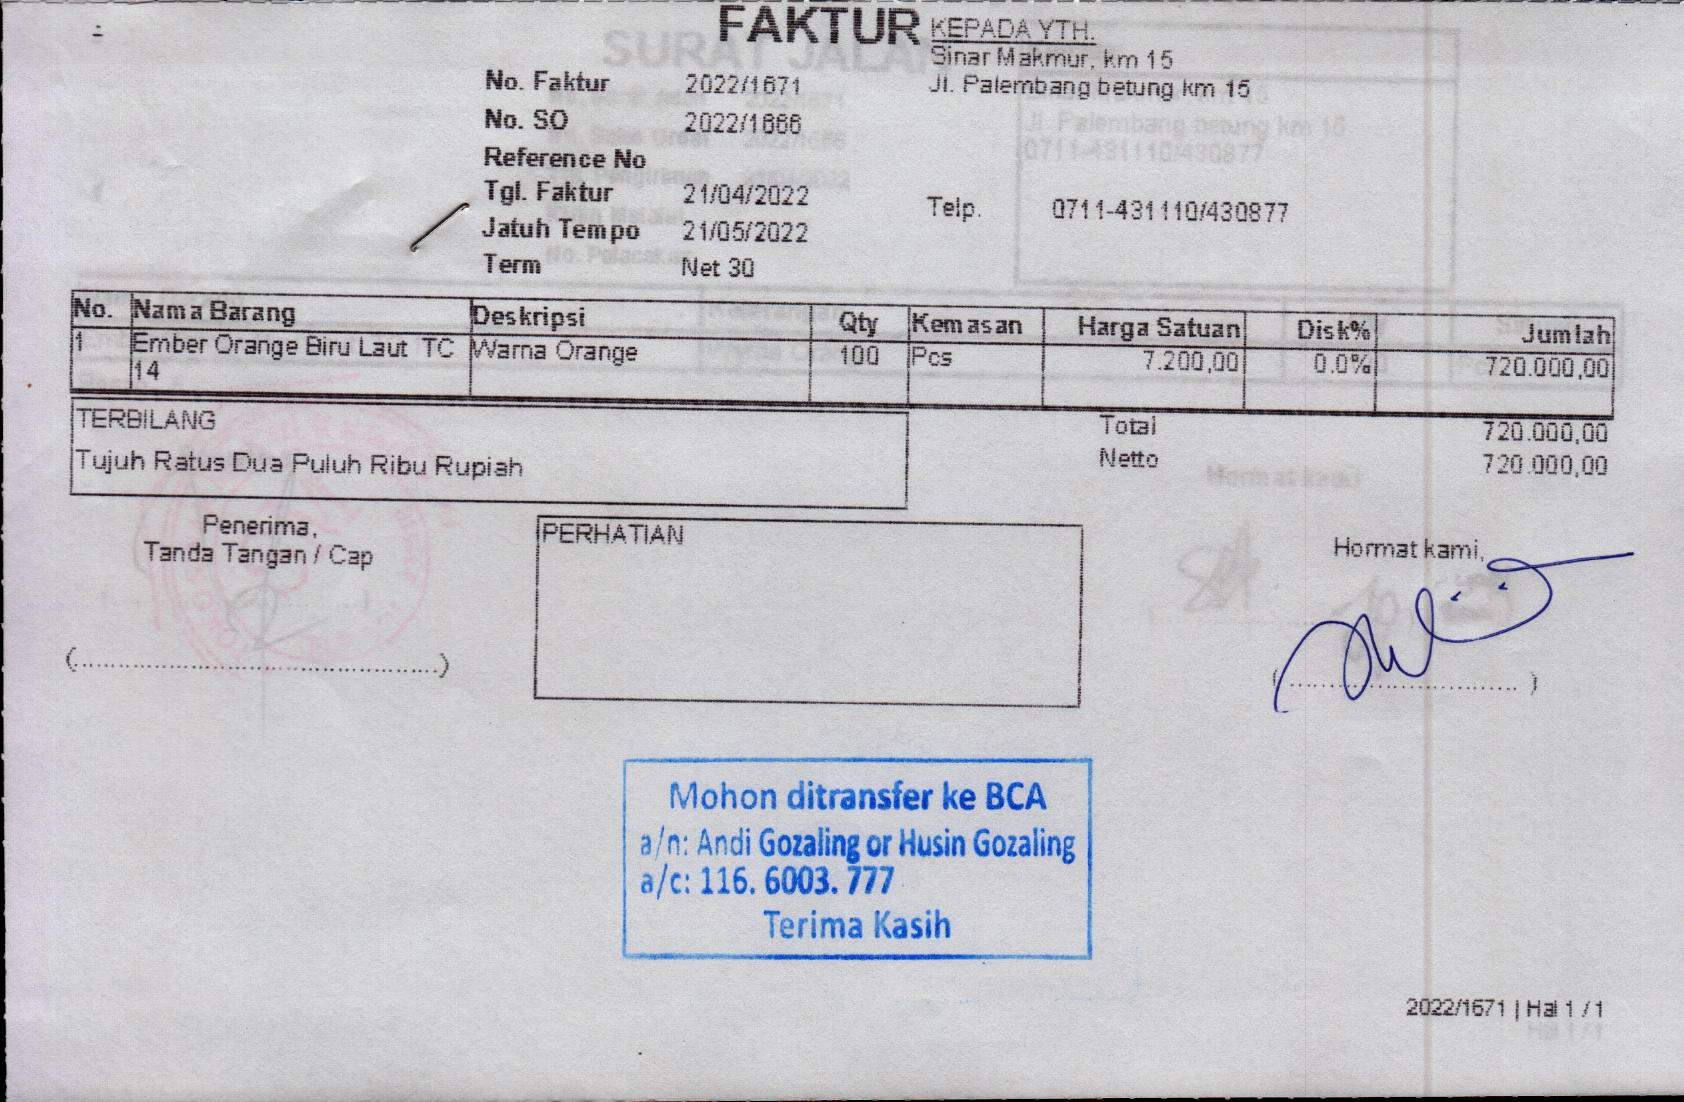 FAKTUR
KEPADA YTH.
Sinar Makmur, km 15
Jl. Palembang betung km 15
No. Faktur 2022/1671
No. SO 2022/1666
Reference No
Tgl. Faktur 21/04/2022
Telp. 0711-431110/430877
Jatuh Tempo 21/05/2022
Term Net 30
No. Nama Barang Deskripsi Qty Kemasan Harga Satuan Disk% Jumlah
1 Ember Orange Biru Laut TC 14 Warna Orange 100 Pcs 7.200,00 0.0% 720.000,00
TERBILANG
Tujuh Ratus Dua Puluh Ribu Rupiah
Total 720.000,00
Netto 720.000,00
Penerima,
Tanda Tangan / Cap
(................................................)
PERHATIAN
Hormat kami,
(................................)
Mohon ditransfer ke BCA
a/n: Andi Gozaling or Husin Gozaling
a/c: 116. 6003. 777
Terima Kasih
2022/1671 | Hal 1 / 1